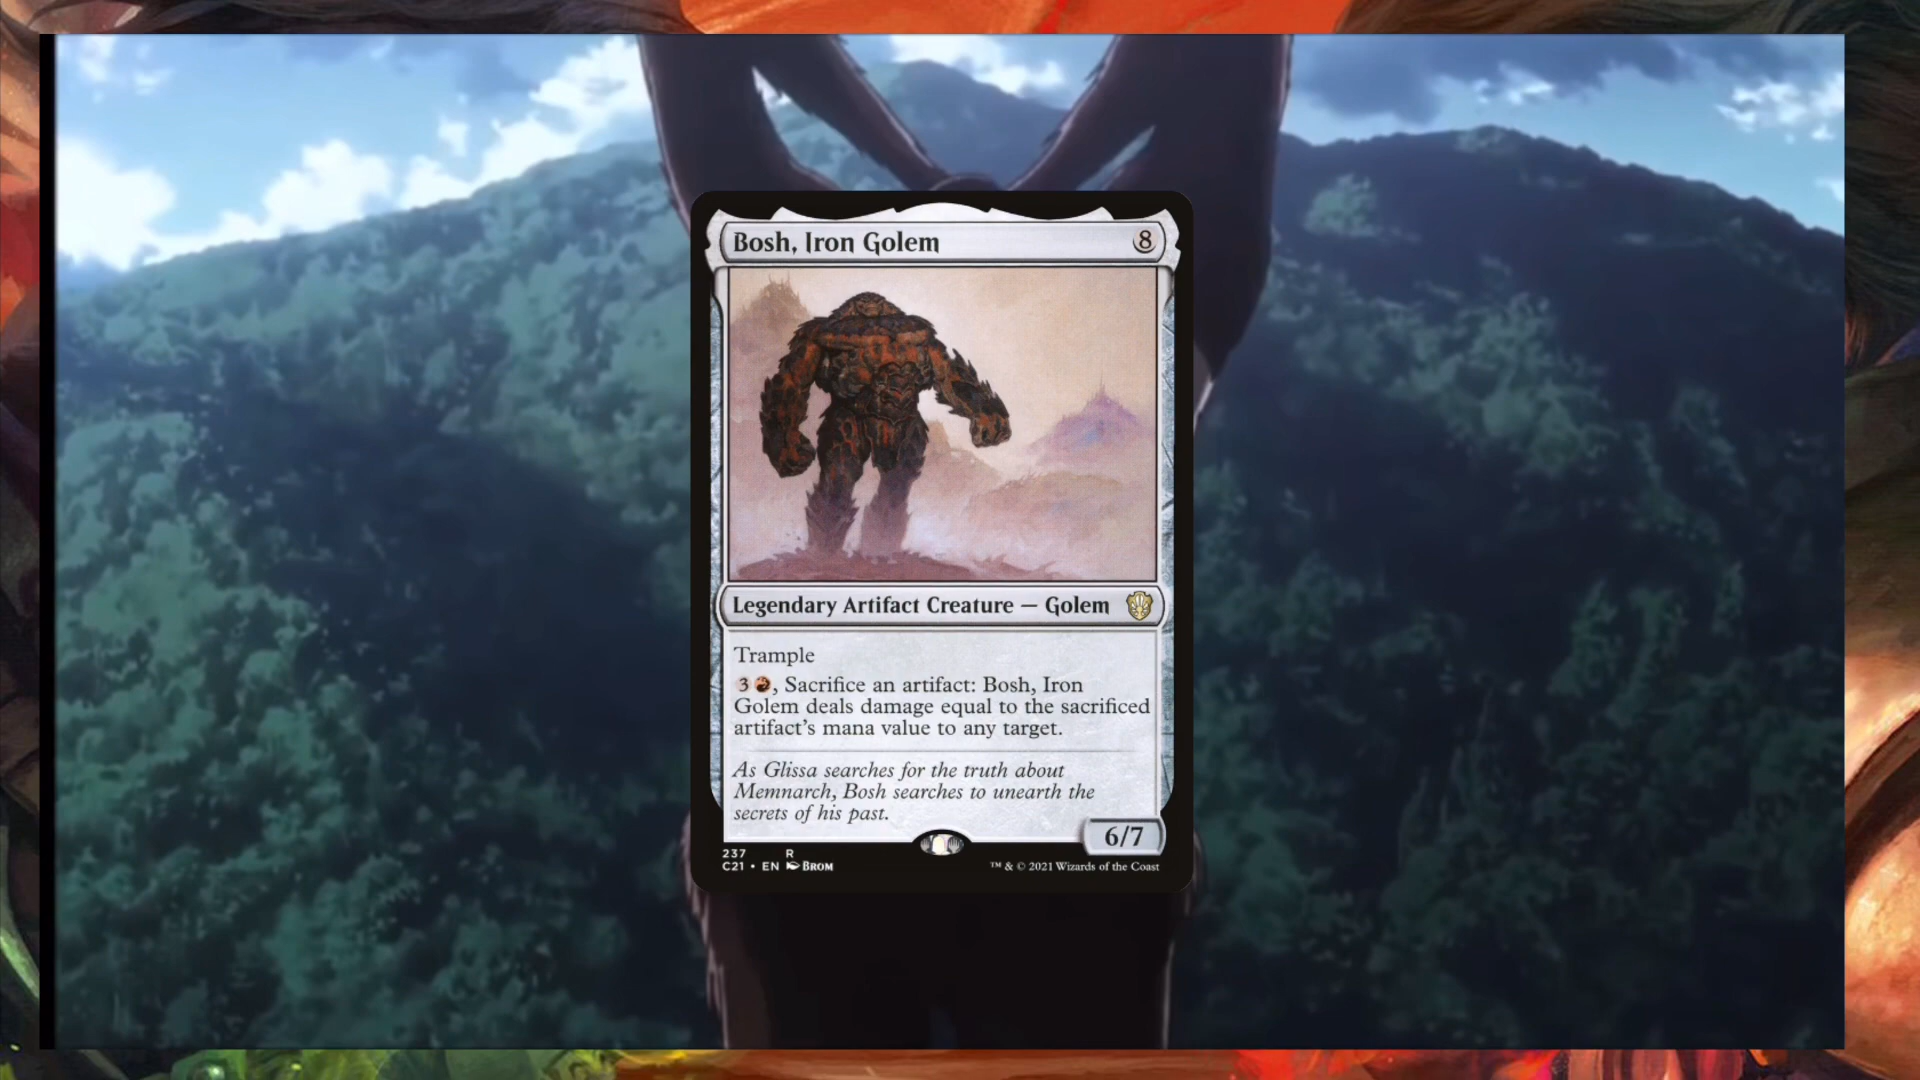 Bosh, Iron Golem 8
Legendary Artifact Creature — Golem
Trample
3, Sacrifice an artifact: Bosh, Iron
Golem deals damage equal to the sacrificed
artifact's mana value to any target.
As Glissa searches for the truth about
Memnarch, Bosh searches to unearth the
secrets of his past.
6/7
237 R
C21 • EN BROM
™ & © 2021 Wizards of the Coast